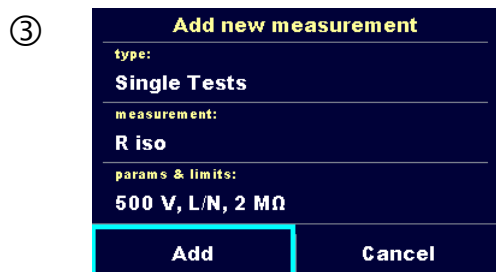 ③
Add new measurement
type:
Single Tests
measurement:
R iso
params & limits:
500 V, L/N, 2 MΩ
Add Cancel